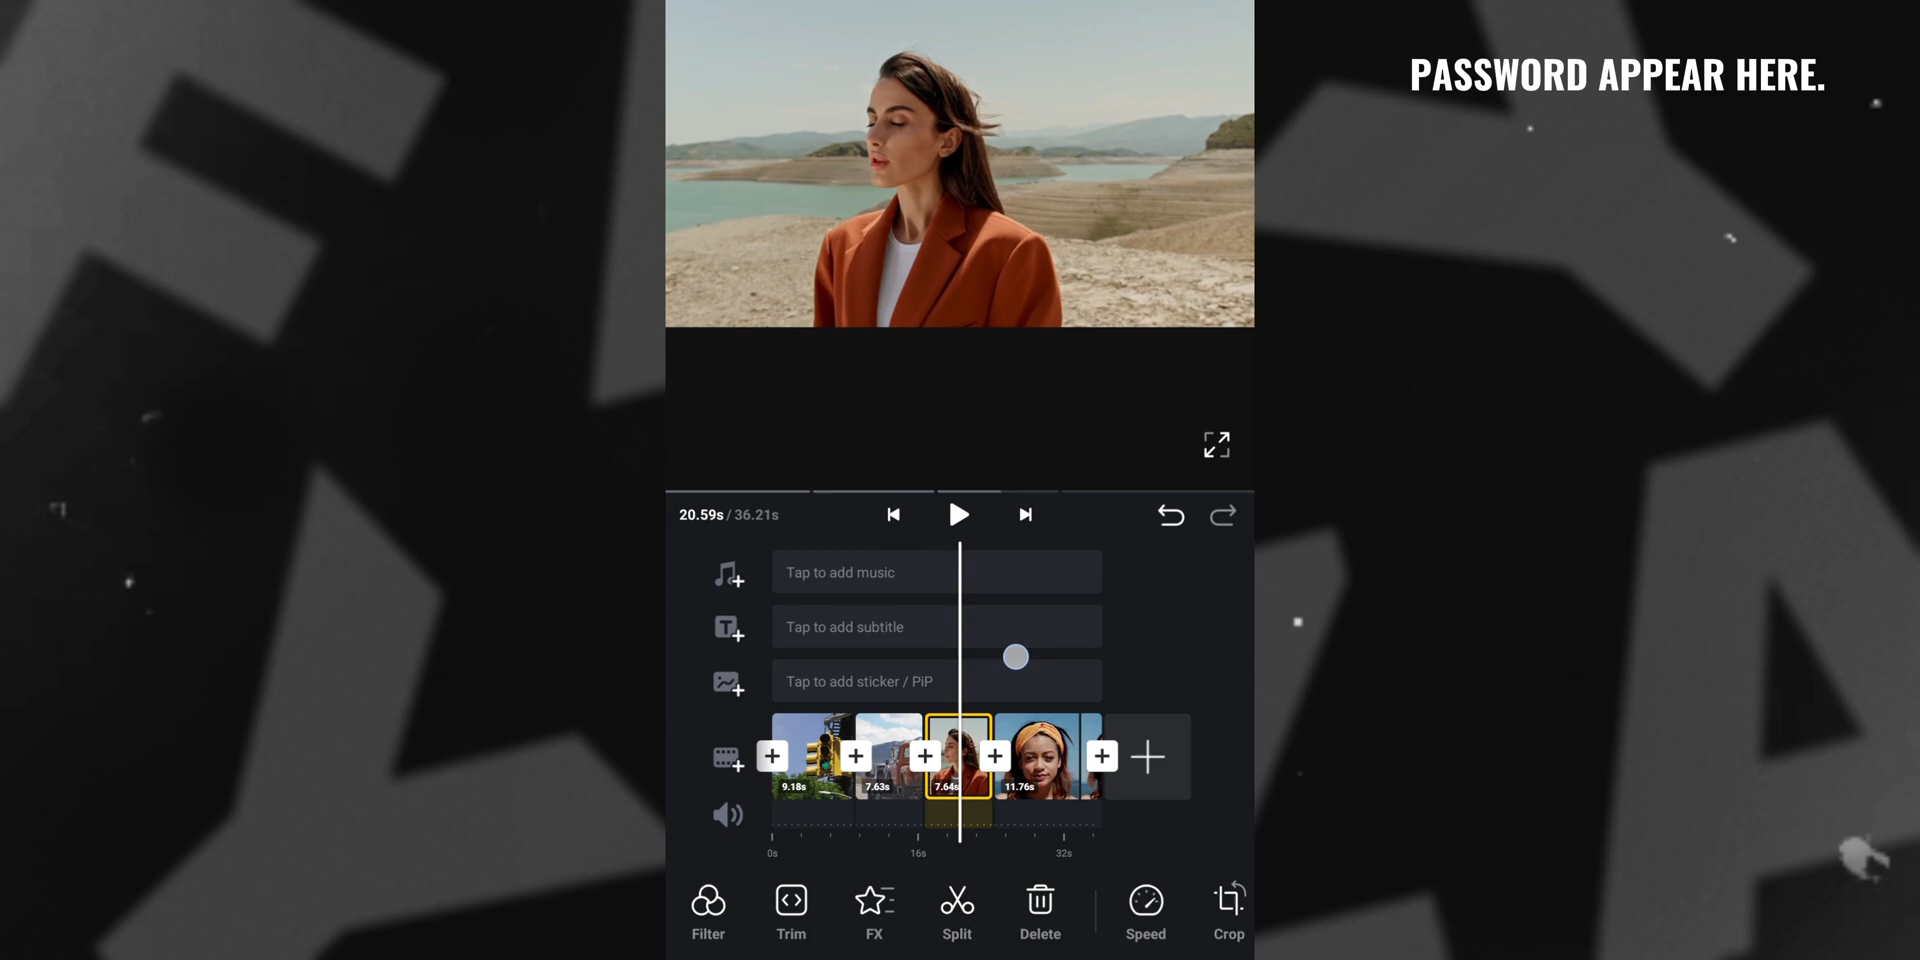 PASSWORD APPEAR HERE.
20.59s / 36.21s
Tap to add music
Tap to add subtitle
Tap to add sticker / PiP
9.18s 7.63s 7.64s 11.76s
0s 16s 32s
Filter Trim FX Split Delete Speed Crop